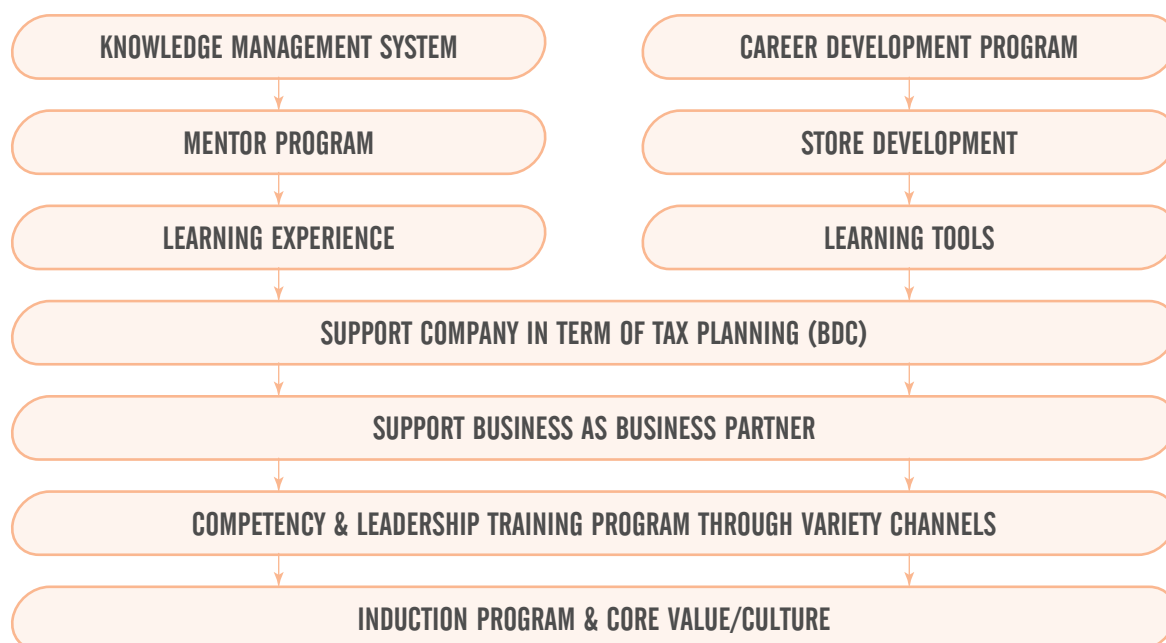 KNOWLEDGE MANAGEMENT SYSTEM
CAREER DEVELOPMENT PROGRAM
MENTOR PROGRAM
STORE DEVELOPMENT
LEARNING EXPERIENCE
LEARNING TOOLS
SUPPORT COMPANY IN TERM OF TAX PLANNING (BDC)
SUPPORT BUSINESS AS BUSINESS PARTNER
COMPETENCY & LEADERSHIP TRAINING PROGRAM THROUGH VARIETY CHANNELS
INDUCTION PROGRAM & CORE VALUE/CULTURE